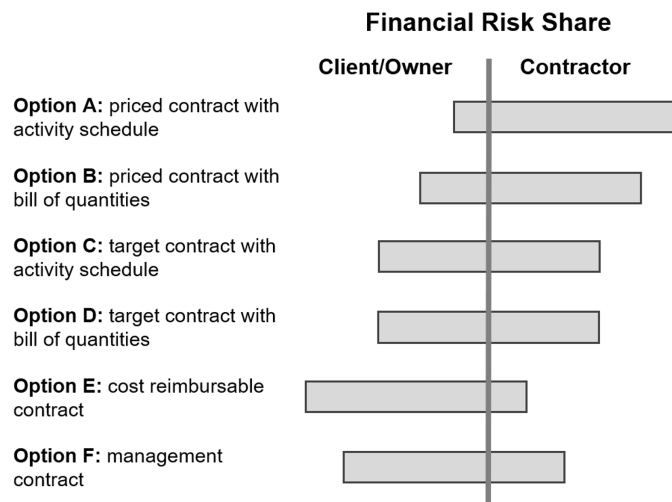 Financial Risk Share
Client/Owner Contractor
Option A: priced contract with
activity schedule
Option B: priced contract with
bill of quantities
Option C: target contract with
activity schedule
Option D: target contract with
bill of quantities
Option E: cost reimbursable
contract
Option F: management
contract